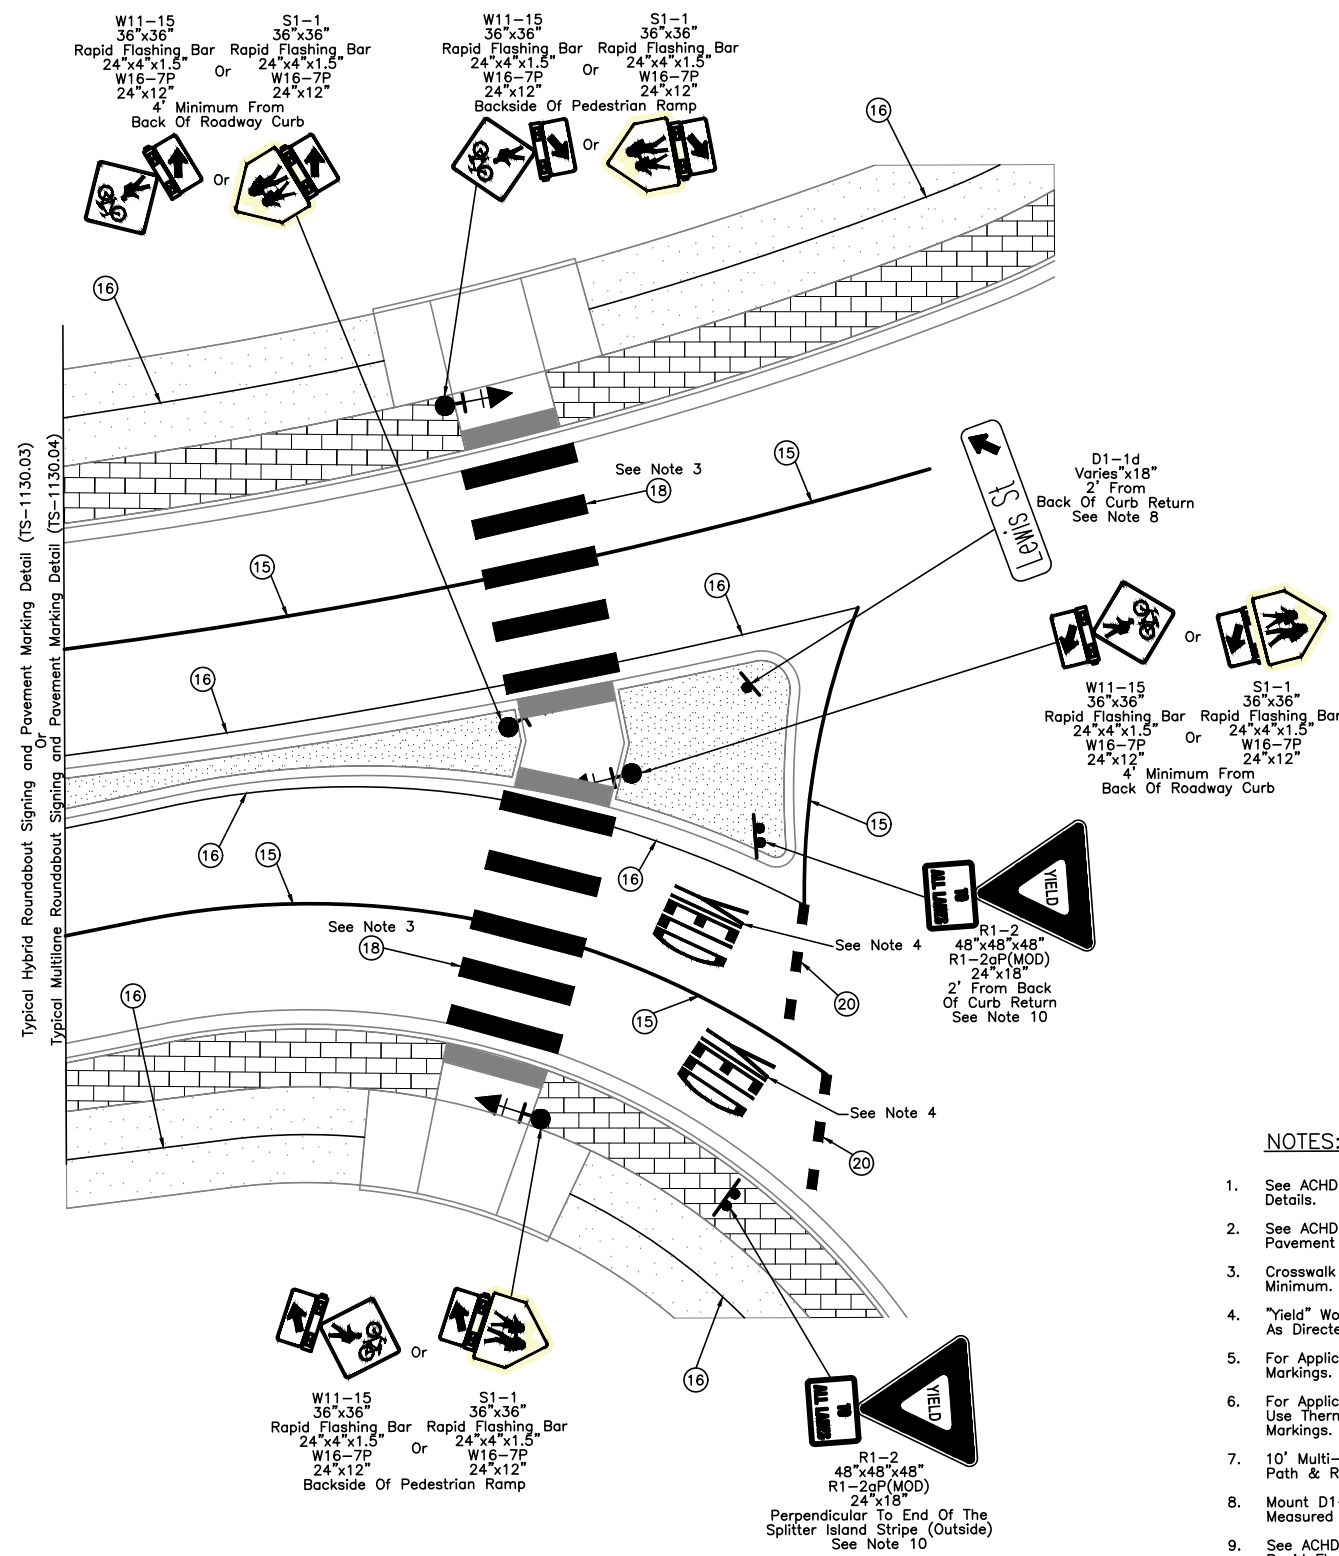 W11-15
36"x36"
Rapid Flashing Bar
24"x4"x1.5"
W16-7P
24"x12"
Or
S1-1
36"x36"
Rapid Flashing Bar
24"x4"x1.5"
W16-7P
24"x12"
4' Minimum From
Back Of Roadway Curb
Or
W11-15
36"x36"
Rapid Flashing Bar
24"x4"x1.5"
W16-7P
24"x12"
Or
S1-1
36"x36"
Rapid Flashing Bar
24"x4"x1.5"
W16-7P
24"x12"
Backside Of Pedestrian Ramp
Or
16
16
16
Typical Hybrid Roundabout Signing and Pavement Marking Detail (TS-1130.03)
Or
Typical Multilane Roundabout Signing and Pavement Marking Detail (TS-1130.04)
See Note 3
18
15
15
Lewis St
D1-1d
Varies"x18"
2' From
Back Of Curb Return
See Note 8
16
16
Or
W11-15
36"x36"
Rapid Flashing Bar
24"x4"x1.5"
W16-7P
24"x12"
Or
S1-1
36"x36"
Rapid Flashing Bar
24"x4"x1.5"
W16-7P
24"x12"
4' Minimum From
Back Of Roadway Curb
15
16
15
16
YIELD
TO
ALL LANES
R1-2
48"x48"x48"
R1-2aP(MOD)
24"x18"
2' From Back
Of Curb Return
See Note 10
See Note 3
18
See Note 4
20
15
16
See Note 4
20
Or
W11-15
36"x36"
Rapid Flashing Bar
24"x4"x1.5"
W16-7P
24"x12"
Or
S1-1
36"x36"
Rapid Flashing Bar
24"x4"x1.5"
W16-7P
24"x12"
Backside Of Pedestrian Ramp
16
YIELD
TO
ALL LANES
R1-2
48"x48"x48"
R1-2aP(MOD)
24"x18"
Perpendicular To End Of The
Splitter Island Stripe (Outside)
See Note 10
NOTES:
1. See ACHD
Details.
2. See ACHD
Pavement
3. Crosswalk
Minimum.
4. "Yield" Wo
As Directe
5. For Applic
Markings.
6. For Applic
Use Therm
Markings.
7. 10' Multi-
Path & R
8. Mount D1-
Measured
9. See ACHD